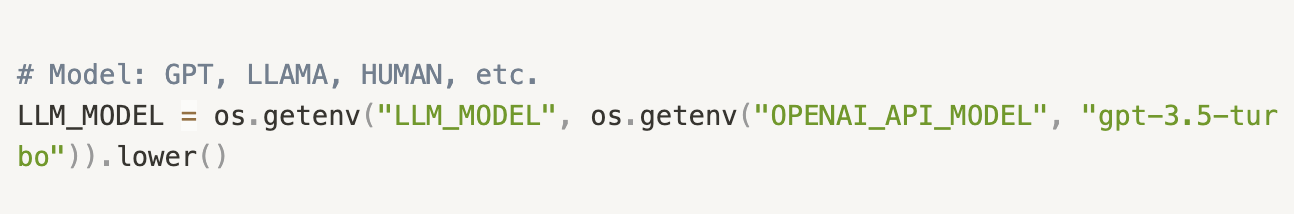 # Model: GPT, LLAMA, HUMAN, etc.
LLM_MODEL = os.getenv("LLM_MODEL", os.getenv("OPENAI_API_MODEL", "gpt-3.5-tur
bo")).lower()